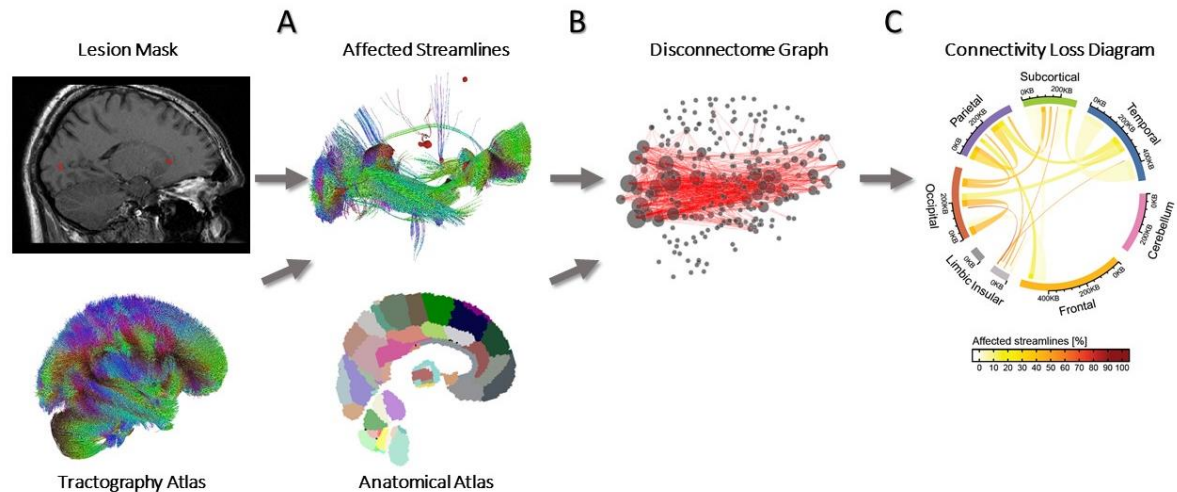 A
B
C
Lesion Mask
Affected Streamlines
Disconnectome Graph
Connectivity Loss Diagram
Subcortical
0KB
200KB
Parietal
0KB
200KB
Temporal
0KB
200KB
400KB
Occipital
0KB
200KB
Cerebellum
0KB
200KB
Limbic
0KB
Insular
0KB
Frontal
0KB
200KB
400KB
Affected streamlines [%]
0 10 20 30 40 50 60 70 80 90 100
Tractography Atlas
Anatomical Atlas